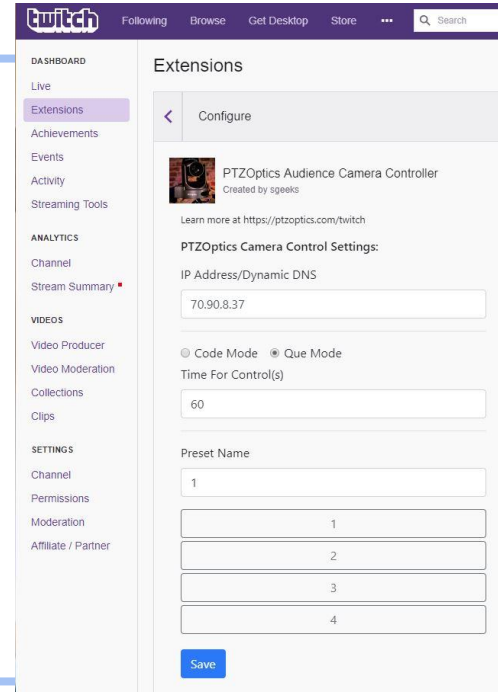 twitch Following Browse Get Desktop Store ••• Search
DASHBOARD
Live
Extensions
Achievements
Events
Activity
Streaming Tools
ANALYTICS
Channel
Stream Summary
VIDEOS
Video Producer
Video Moderation
Collections
Clips
SETTINGS
Channel
Permissions
Moderation
Affiliate / Partner
Extensions
Configure
PTZOptics Audience Camera Controller
Created by sgeeks
Learn more at https://ptzoptics.com/twitch
PTZOptics Camera Control Settings:
IP Address/Dynamic DNS
70.90.8.37
Code Mode Que Mode
Time For Control(s)
60
Preset Name
1
1
2
3
4
Save